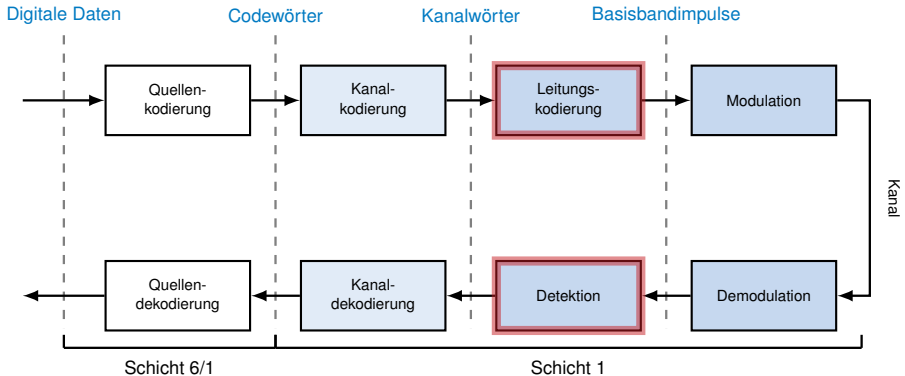 Digitale Daten
Codewörter
Kanalwörter
Basisbandimpulse
Quellen-
kodierung
Kanal-
kodierung
Leitungs-
kodierung
Modulation
Kanal
Quellen-
dekodierung
Kanal-
dekodierung
Detektion
Demodulation
Schicht 6/1
Schicht 1